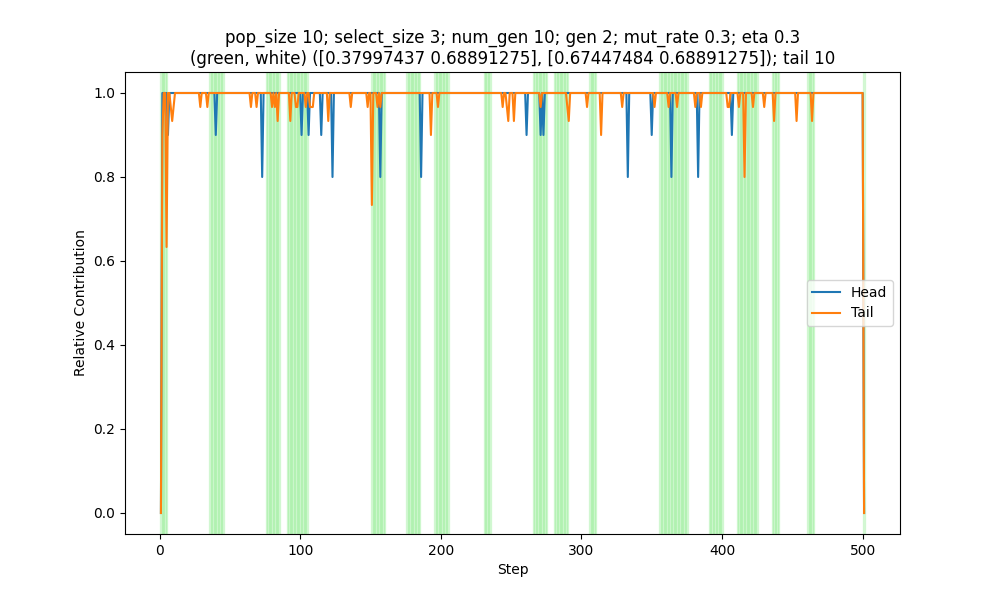 pop_size 10; select_size 3; num_gen 10; gen 2; mut_rate 0.3; eta 0.3
(green, white) ([0.37997437 0.68891275], [0.67447484 0.68891275]); tail 10
1.0
0.8
0.6
0.4
0.2
0.0
Relative Contribution
Head
Tail
0
100
200
300
400
500
Step